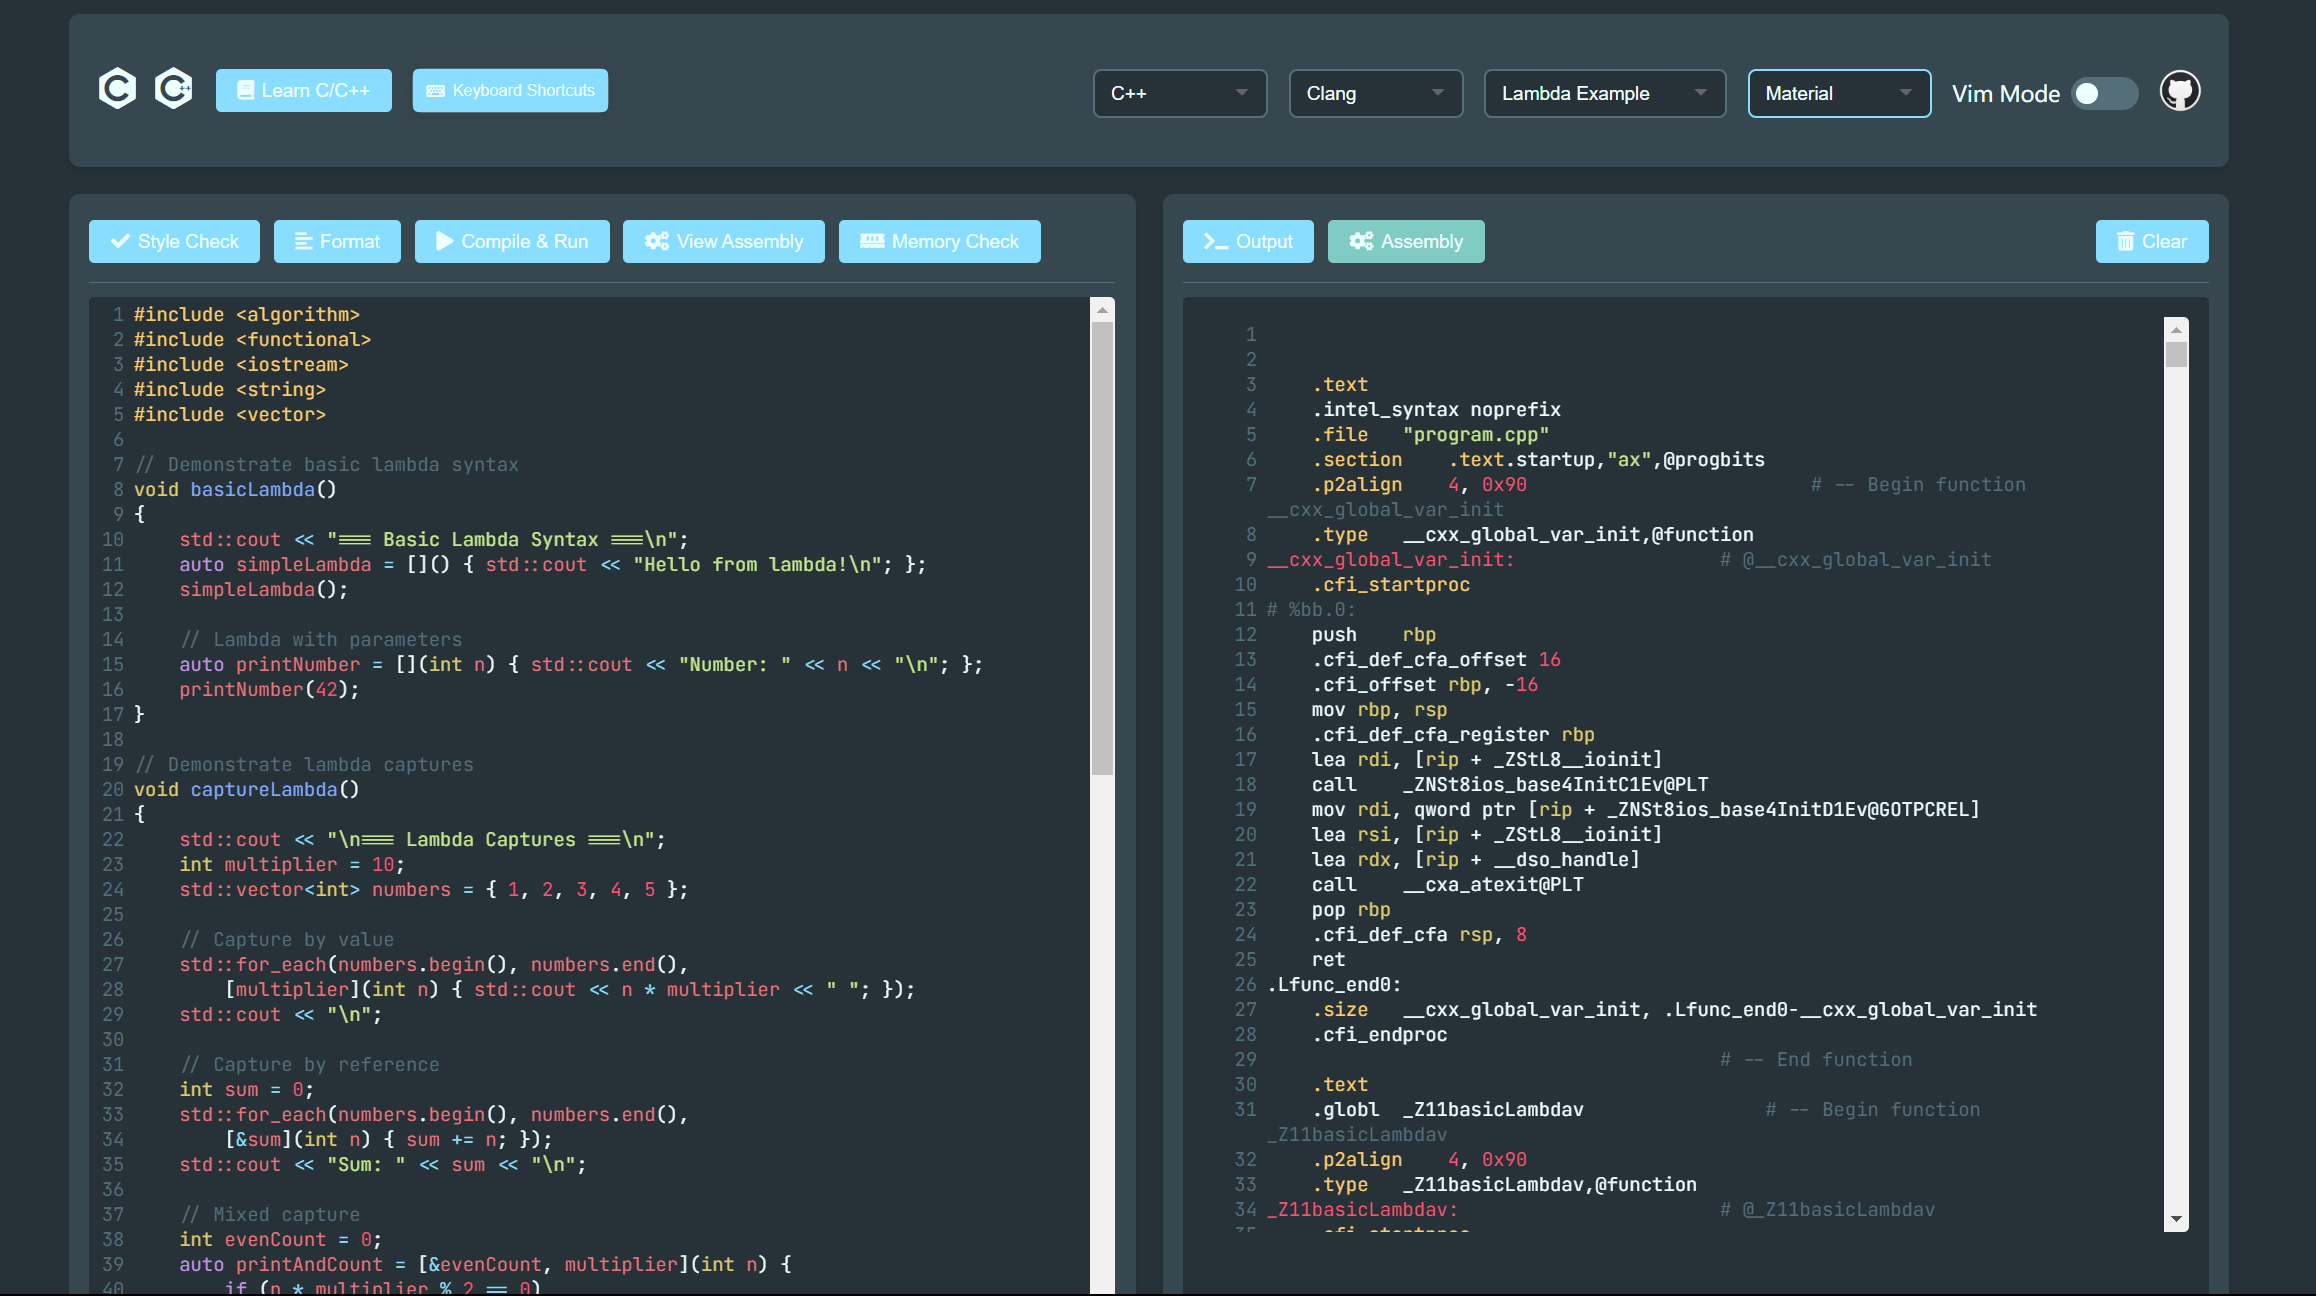 C C++ Learn C/C++ Keyboard Shortcuts C++ Clang Lambda Example Material Vim Mode
Style Check Format Compile & Run View Assembly Memory Check
1 #include <algorithm>
2 #include <functional>
3 #include <iostream>
4 #include <string>
5 #include <vector>
6
7 // Demonstrate basic lambda syntax
8 void basicLambda()
9 {
10     std::cout << "=== Basic Lambda Syntax ===\n";
11     auto simpleLambda = []() { std::cout << "Hello from lambda!\n"; };
12     simpleLambda();
13
14     // Lambda with parameters
15     auto printNumber = [](int n) { std::cout << "Number: " << n << "\n"; };
16     printNumber(42);
17 }
18
19 // Demonstrate lambda captures
20 void captureLambda()
21 {
22     std::cout << "\n=== Lambda Captures ===\n";
23     int multiplier = 10;
24     std::vector<int> numbers = { 1, 2, 3, 4, 5 };
25
26     // Capture by value
27     std::for_each(numbers.begin(), numbers.end(),
28         [multiplier](int n) { std::cout << n * multiplier << " "; });
29     std::cout << "\n";
30
31     // Capture by reference
32     int sum = 0;
33     std::for_each(numbers.begin(), numbers.end(),
34         [&sum](int n) { sum += n; });
35     std::cout << "Sum: " << sum << "\n";
36
37     // Mixed capture
38     int evenCount = 0;
39     auto printAndCount = [&evenCount, multiplier](int n) {
40         if (n * multiplier % 2 == 0)
Output Assembly Clear
1
2
3     .text
4     .intel_syntax noprefix
5     .file   "program.cpp"
6     .section    .text.startup,"ax",@progbits
7     .p2align    4, 0x90                         # -- Begin function
__cxx_global_var_init
8     .type   __cxx_global_var_init,@function
9 __cxx_global_var_init:                  # @__cxx_global_var_init
10     .cfi_startproc
11 # %bb.0:
12     push    rbp
13     .cfi_def_cfa_offset 16
14     .cfi_offset rbp, -16
15     mov rbp, rsp
16     .cfi_def_cfa_register rbp
17     lea rdi, [rip + _ZStL8__ioinit]
18     call    _ZNSt8ios_base4InitC1Ev@PLT
19     mov rdi, qword ptr [rip + _ZNSt8ios_base4InitD1Ev@GOTPCREL]
20     lea rsi, [rip + _ZStL8__ioinit]
21     lea rdx, [rip + __dso_handle]
22     call    __cxa_atexit@PLT
23     pop rbp
24     .cfi_def_cfa rsp, 8
25     ret
26 .Lfunc_end0:
27     .size   __cxx_global_var_init, .Lfunc_end0-__cxx_global_var_init
28     .cfi_endproc
29                                         # -- End function
30     .text
31     .globl  _Z11basicLambdav                # -- Begin function
_Z11basicLambdav
32     .p2align    4, 0x90
33     .type   _Z11basicLambdav,@function
34 _Z11basicLambdav:                       # @_Z11basicLambdav
35     .cfi_startproc